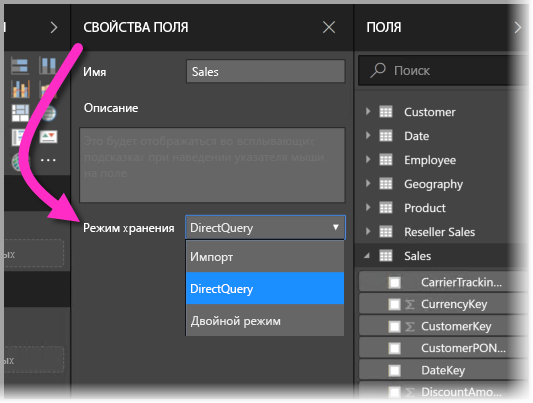 СВОЙСТВА ПОЛЯ
Имя
Sales
Описание
Это будет отображаться во всплывающих
подсказках при наведении указателя мыши
на поле
Режим хранения
DirectQuery
Импорт
DirectQuery
Двойной режим
ых
ых
ПОЛЯ
Поиск
Customer
Date
Employee
Geography
Product
Reseller Sales
Sales
CarrierTrackin...
CurrencyKey
CustomerKey
CustomerPON...
DateKey
DiscountAmo...